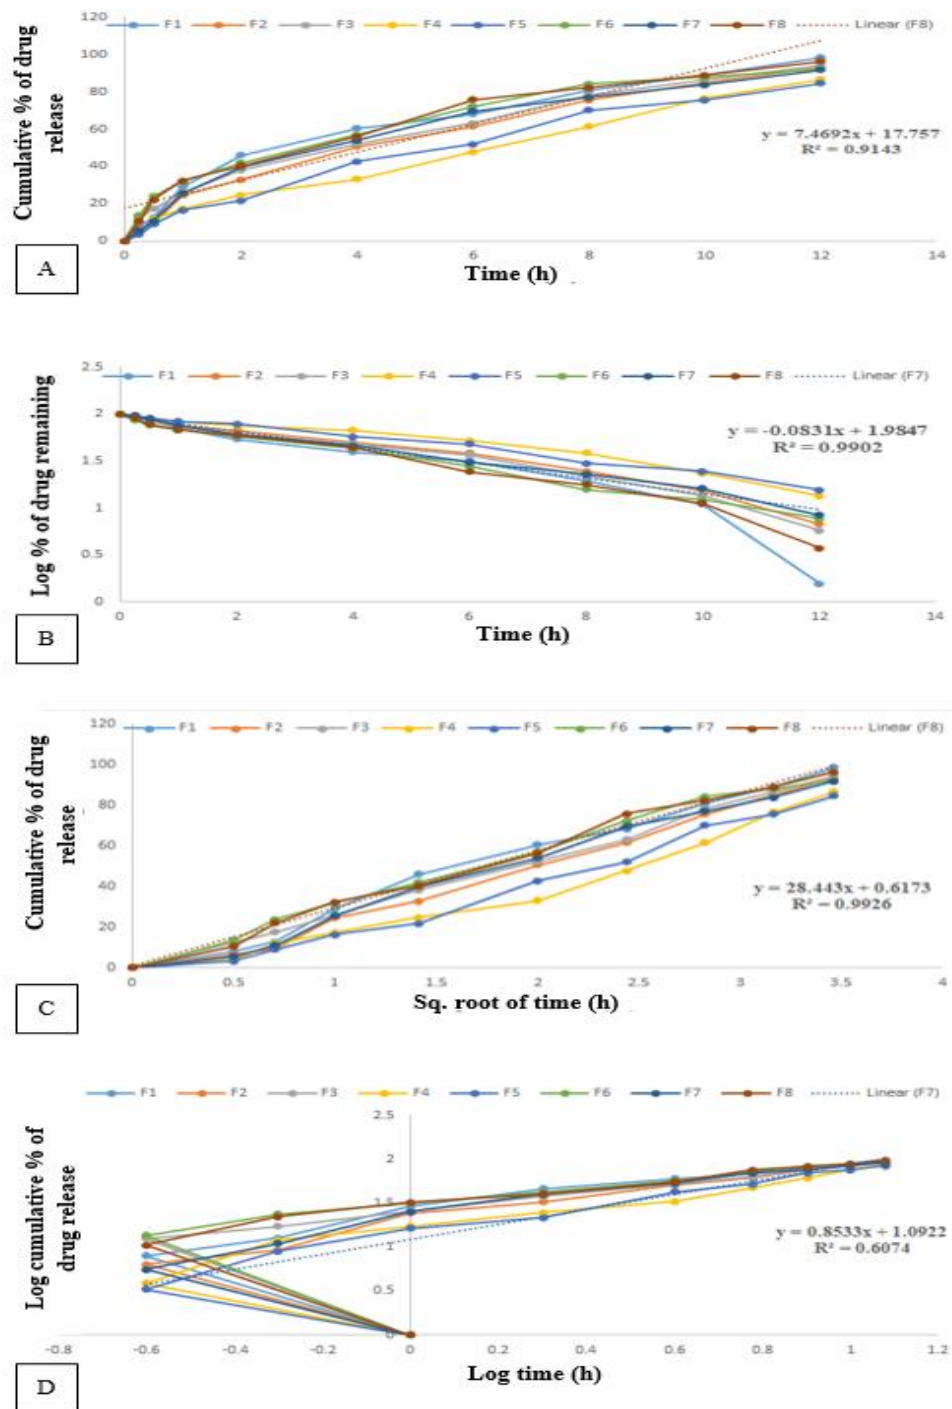 120
F1 F2 F3 F4 F5 F6 F7 F8 Linear (F8)
100
80
60
40
20
0
Cumulative % of drug
release
y = 7.4692x + 17.757
R² = 0.9143
0 2 4 6 8 10 12 14
Time (h)
A
2.5
F1 F2 F3 F4 F5 F6 F7 F8 Linear (F7)
2
1.5
1
0.5
0
Log % of drug remaining
y = -0.0831x + 1.9847
R² = 0.9902
0 2 4 6 8 10 12 14
Time (h)
B
120
F1 F2 F3 F4 F5 F6 F7 F8 Linear (F8)
100
80
60
40
20
0
Cumulative % of drug
release
y = 28.443x + 0.6173
R² = 0.9926
0 0.5 1 1.5 2 2.5 3 3.5 4
Sq. root of time (h)
C
F1 F2 F3 F4 F5 F6 F7 F8 Linear (F7)
2.5
2
1.5
1
0.5
0
Log cumulative % of
drug release
y = 0.8533x + 1.0922
R² = 0.6074
-0.8 -0.6 -0.4 -0.2 0 0.2 0.4 0.6 0.8 1 1.2
Log time (h)
D